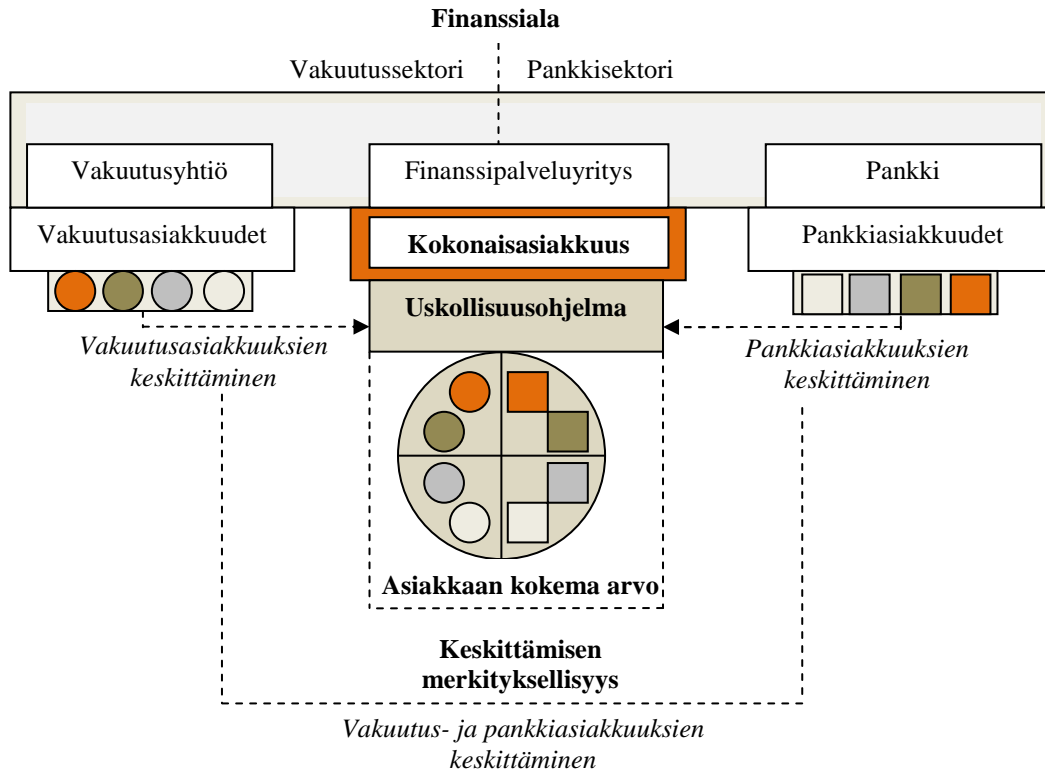 Finanssiala
Vakuutussektori
Pankkisektori
Vakuutusyhtiö
Finanssipalveluyritys
Pankki
Vakuutusasiakkuudet
Kokonaisasiakkuus
Pankkiasiakkuudet
Uskollisuusohjelma
Vakuutusasiakkuuksien
keskittäminen
Pankkiasiakkuuksien
keskittäminen
Asiakkaan kokema arvo
Keskittämisen
merkityksellisyys
Vakuutus- ja pankkiasiakkuuksien
keskittäminen